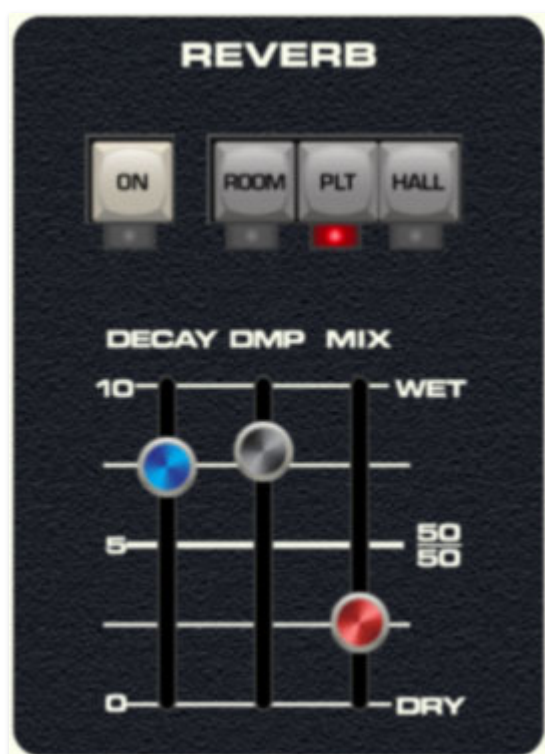 REVERB
ON ROOM PLT HALL
DECAY DMP MIX
10 WET
5 50
50
0 DRY